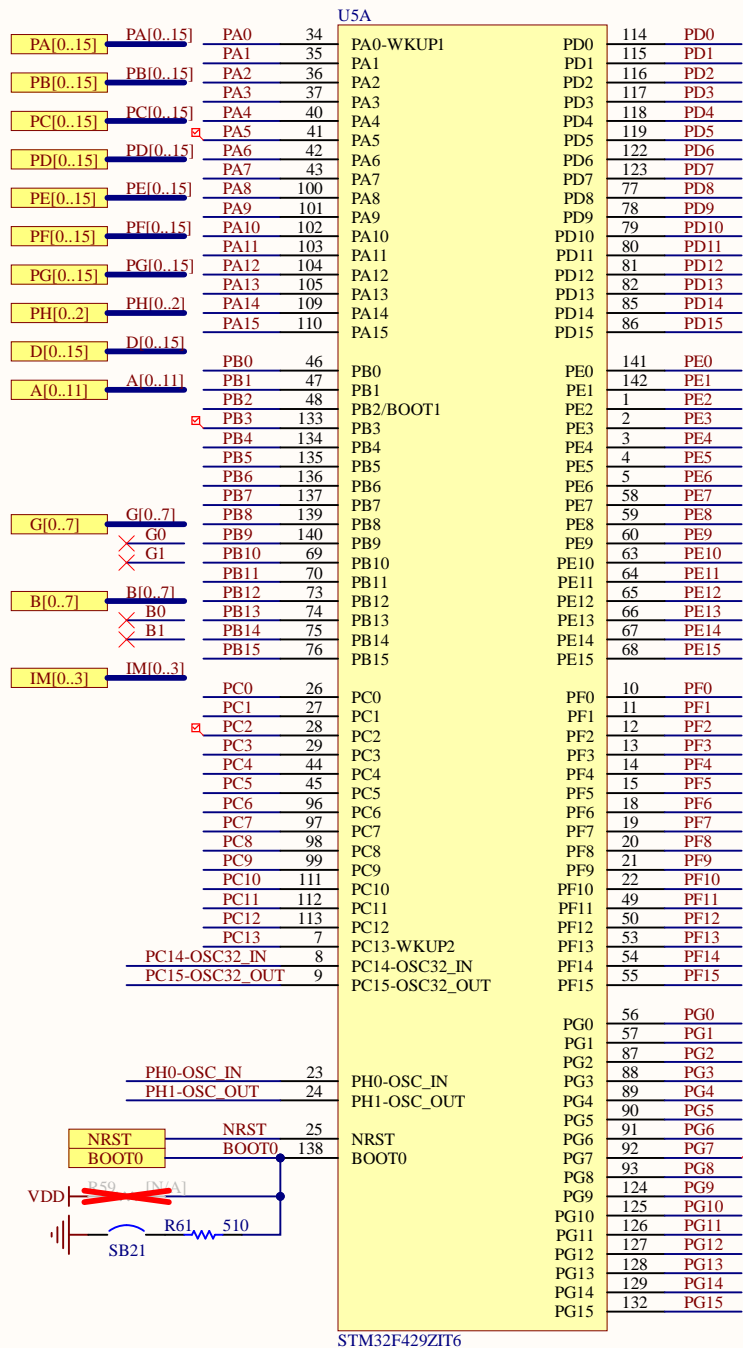 U5A
PA[0..15] PA[0..15] PA0 34 PA0-WKUP1 PD0 114 PD0
PA1 35 PA1 PD1 115 PD1
PB[0..15] PB[0..15] PA2 36 PA2 PD2 116 PD2
PA3 37 PA3 PD3 117 PD3
PC[0..15] PC[0..15] PA4 40 PA4 PD4 118 PD4
PA5 41 PA5 PD5 119 PD5
PD[0..15] PD[0..15] PA6 42 PA6 PD6 122 PD6
PA7 43 PA7 PD7 123 PD7
PE[0..15] PE[0..15] PA8 100 PA8 PD8 77 PD8
PA9 101 PA9 PD9 78 PD9
PF[0..15] PF[0..15] PA10 102 PA10 PD10 79 PD10
PA11 103 PA11 PD11 80 PD11
PG[0..15] PG[0..15] PA12 104 PA12 PD12 81 PD12
PA13 105 PA13 PD13 82 PD13
PH[0..2] PH[0..2] PA14 109 PA14 PD14 85 PD14
PA15 110 PA15 PD15 86 PD15
D[0..15] D[0..15]
PB0 46 PB0 PE0 141 PE0
A[0..11] A[0..11] PB1 47 PB1 PE1 142 PE1
PB2 48 PB2/BOOT1 PE2 1 PE2
PB3 133 PB3 PE3 2 PE3
PB4 134 PB4 PE4 3 PE4
PB5 135 PB5 PE5 4 PE5
PB6 136 PB6 PE6 5 PE6
PB7 137 PB7 PE7 58 PE7
G[0..7] G[0..7] PB8 139 PB8 PE8 59 PE8
G0 PB9 140 PB9 PE9 60 PE9
G1 PB10 69 PB10 PE10 63 PE10
PB11 70 PB11 PE11 64 PE11
B[0..7] B[0..7] PB12 73 PB12 PE12 65 PE12
B0 PB13 74 PB13 PE13 66 PE13
B1 PB14 75 PB14 PE14 67 PE14
PB15 76 PB15 PE15 68 PE15
IM[0..3] IM[0..3]
PC0 26 PC0 PF0 10 PF0
PC1 27 PC1 PF1 11 PF1
PC2 28 PC2 PF2 12 PF2
PC3 29 PC3 PF3 13 PF3
PC4 44 PC4 PF4 14 PF4
PC5 45 PC5 PF5 15 PF5
PC6 96 PC6 PF6 18 PF6
PC7 97 PC7 PF7 19 PF7
PC8 98 PC8 PF8 20 PF8
PC9 99 PC9 PF9 21 PF9
PC10 111 PC10 PF10 22 PF10
PC11 112 PC11 PF11 49 PF11
PC12 113 PC12 PF12 50 PF12
PC13 7 PC13-WKUP2 PF13 53 PF13
PC14-OSC32_IN 8 PC14-OSC32_IN PF14 54 PF14
PC15-OSC32_OUT 9 PC15-OSC32_OUT PF15 55 PF15
PG0 56 PG0
PG1 57 PG1
PG2 87 PG2
PH0-OSC_IN 23 PH0-OSC_IN PG3 88 PG3
PH1-OSC_OUT 24 PH1-OSC_OUT PG4 89 PG4
PG5 90 PG5
NRST NRST 25 NRST PG6 91 PG6
BOOT0 BOOT0 138 BOOT0 PG7 92 PG7
PG8 93 PG8
VDD R59 [N/A] PG9 124 PG9
PG10 125 PG10
R61 510 PG11 126 PG11
SB21 PG12 127 PG12
PG13 128 PG13
PG14 129 PG14
PG15 132 PG15
STM32F429ZIT6